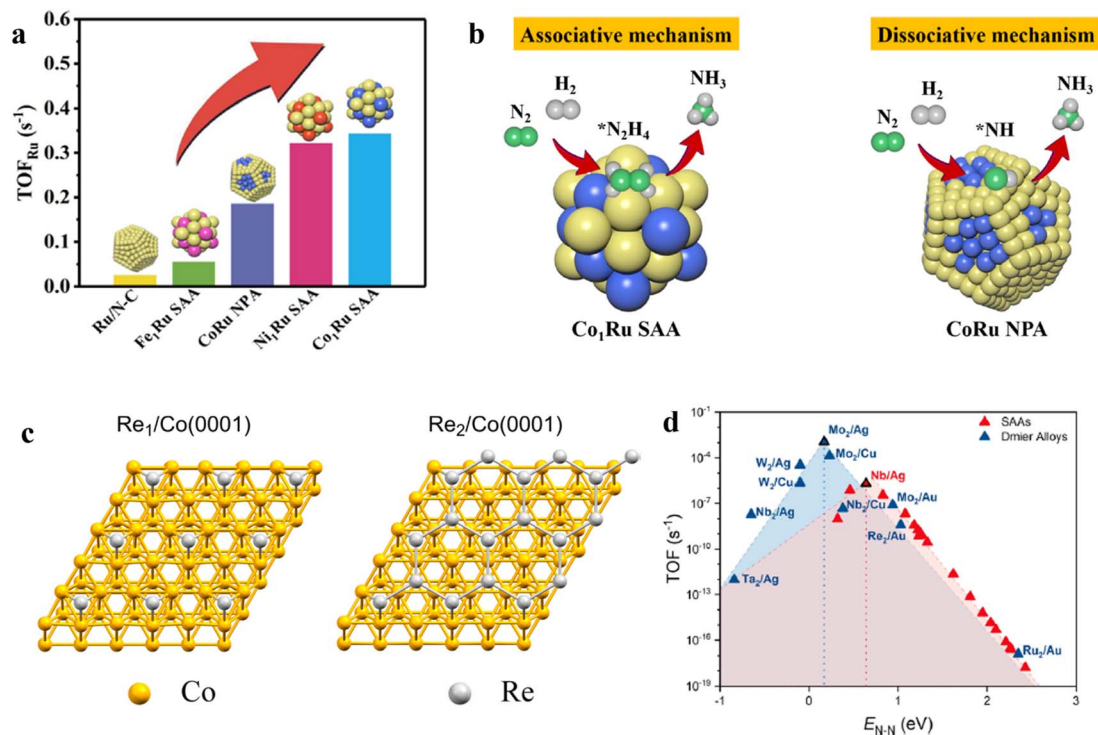 a
TOF_Ru (s⁻¹)
0.6
0.5
0.4
0.3
0.2
0.1
0.0
Ru/N-C
Fe₁Ru SAA
CoRu NPA
Ni₁Ru SAA
Co₁Ru SAA
b
Associative mechanism
N₂
H₂
*N₂H₄
NH₃
Co₁Ru SAA
Dissociative mechanism
N₂
H₂
*NH
NH₃
CoRu NPA
c
Re₁/Co(0001)
Re₂/Co(0001)
Co
Re
d
TOF (s⁻¹)
10⁻¹
10⁻⁴
10⁻⁷
10⁻¹⁰
10⁻¹³
10⁻¹⁶
10⁻¹⁹
SAAs
Dmier Alloys
Mo₂/Ag
Mo₂/Cu
W₂/Ag
W₂/Cu
Nb/Ag
Nb₂/Ag
Nb₂/Cu
Mo₂/Au
Re₂/Au
Ta₂/Ag
Ru₂/Au
-1
0
1
2
3
E_N-N (eV)